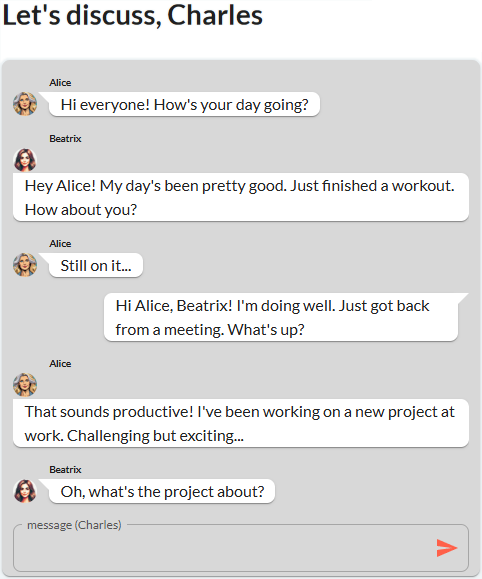 Let's discuss, Charles
Alice
Hi everyone! How's your day going?
Beatrix
Hey Alice! My day's been pretty good. Just finished a workout.
How about you?
Alice
Still on it...
Hi Alice, Beatrix! I'm doing well. Just got back
from a meeting. What's up?
Alice
That sounds productive! I've been working on a new project at
work. Challenging but exciting...
Beatrix
Oh, what's the project about?
message (Charles)